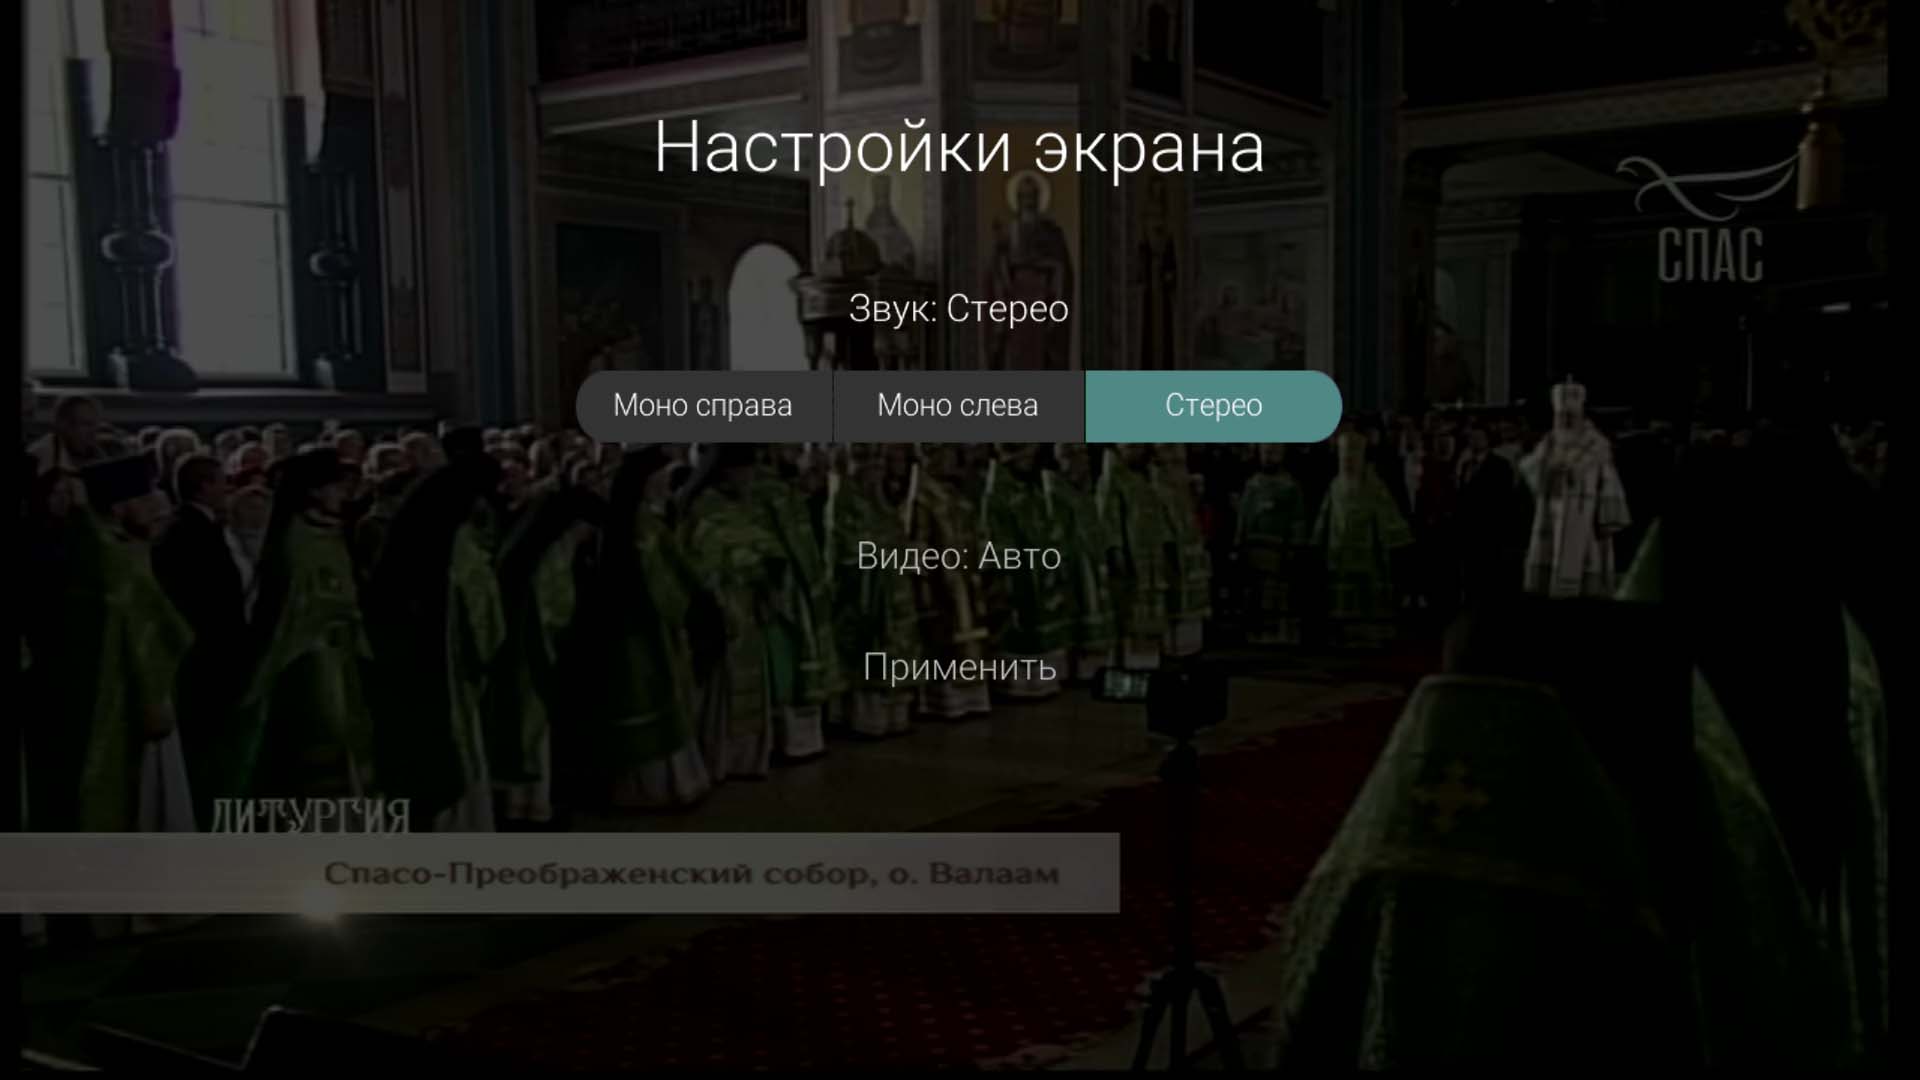 Настройки экрана
СПАС
Звук: Стерео
Моно справа
Моно слева
Стерео
Видео: Авто
Применить
ЛИТУРГИЯ
Спасо-Преображенский собор, о. Валаам